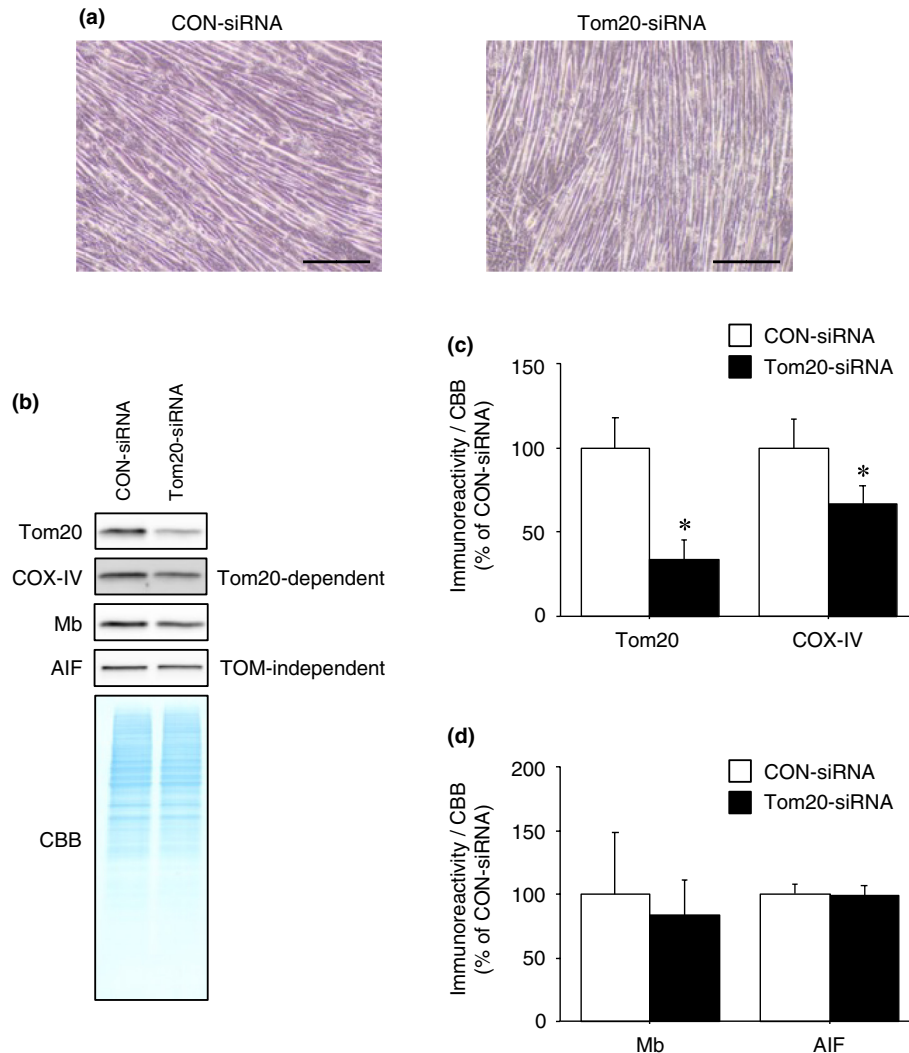 (a)
CON-siRNA
Tom20-siRNA
(b)
CON-siRNA
Tom20-siRNA
Tom20
COX-IV
Tom20-dependent
Mb
AIF
TOM-independent
CBB
(c)
CON-siRNA
Tom20-siRNA
Immunoreactivity / CBB
(% of CON-siRNA)
150
100
50
0
*
*
Tom20
COX-IV
(d)
CON-siRNA
Tom20-siRNA
Immunoreactivity / CBB
(% of CON-siRNA)
200
150
100
50
0
Mb
AIF